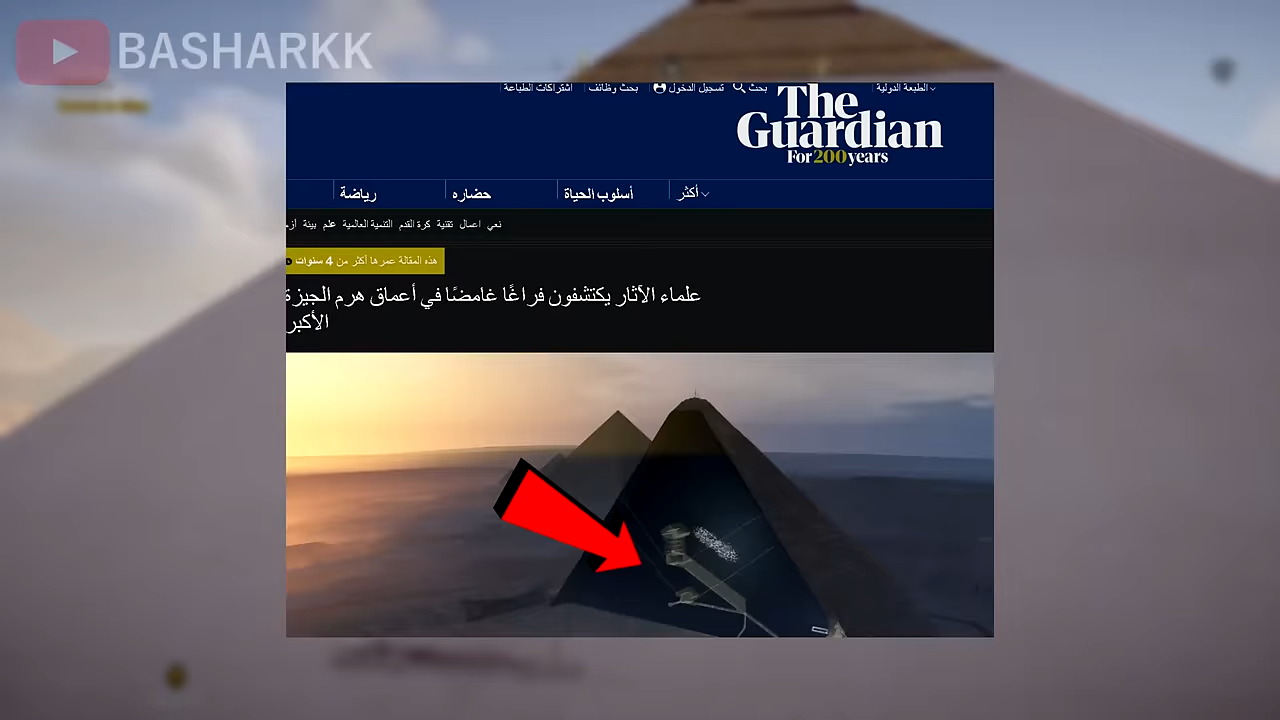 BASHARKK
الطبعة الدولية
بحث
تسجيل الدخول
بحث وظائف
اشتراكات الطباعة
The
Guardian
For 200 years
أكثر
أسلوب الحياة
حضاره
رياضة
نعي اعمال تقنية كرة القدم التنمية العالمية علم بيئة
هذه المقالة عمرها أكثر من 4 سنوات
علماء الآثار يكتشفون فراغًا غامضًا في أعماق هرم الجيزة
الأكبر